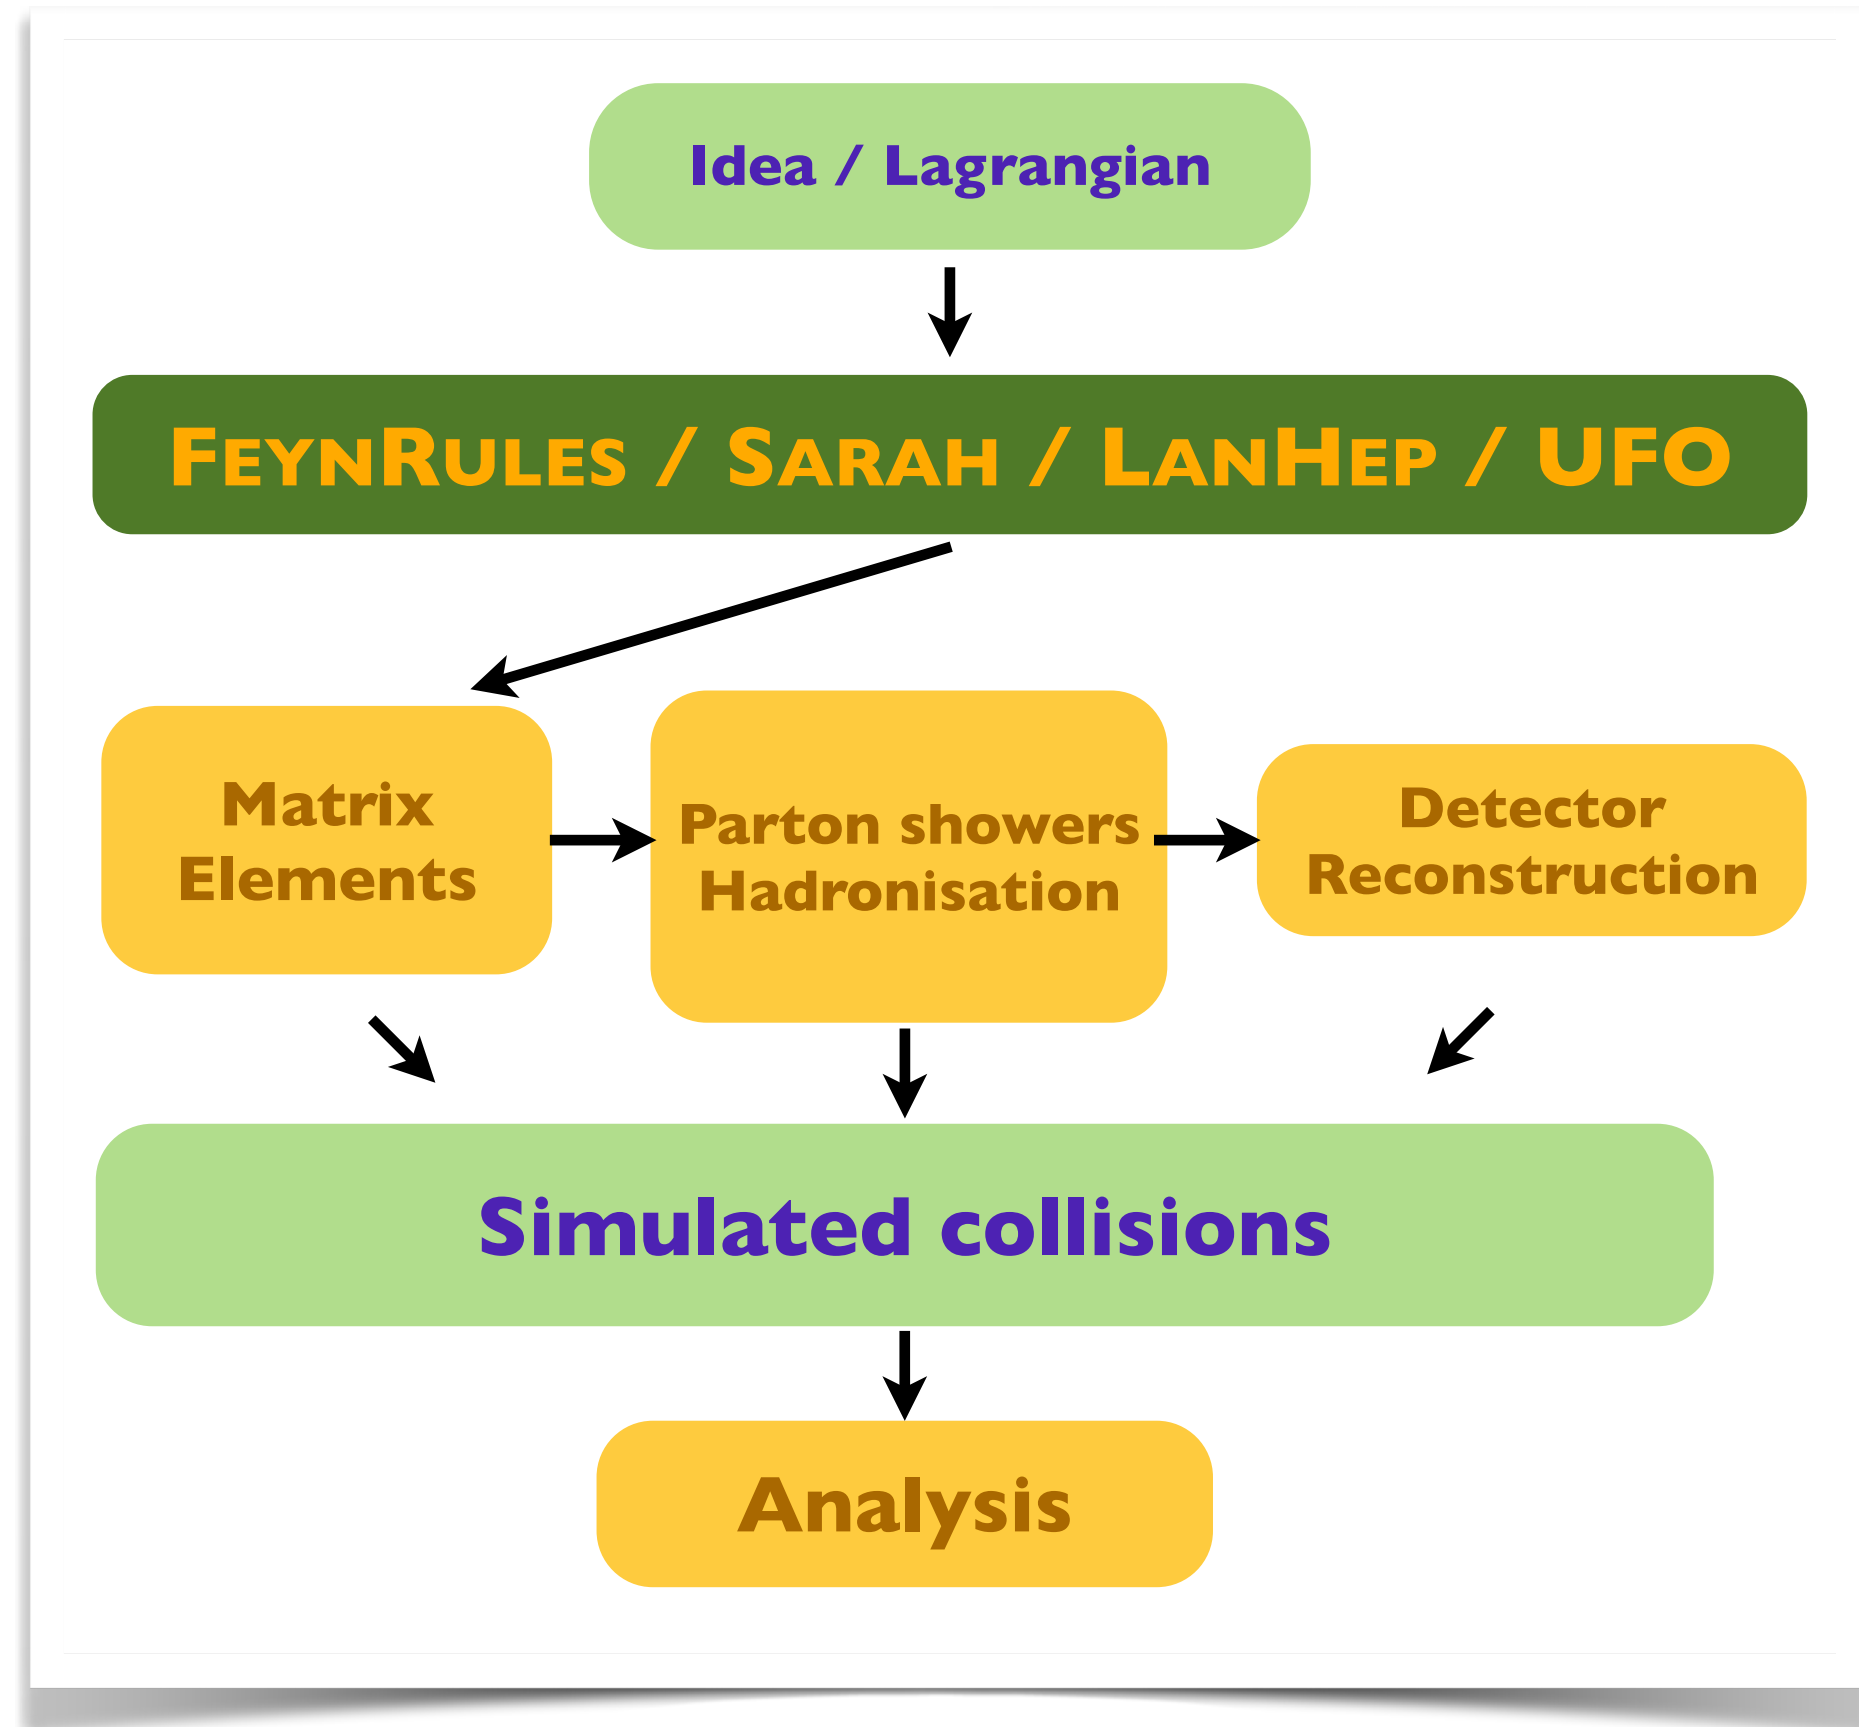 Idea / Lagrangian
FEYNRULES / SARAH / LANHEP / UFO
Matrix
Elements
Parton showers
Hadronisation
Detector
Reconstruction
Simulated collisions
Analysis